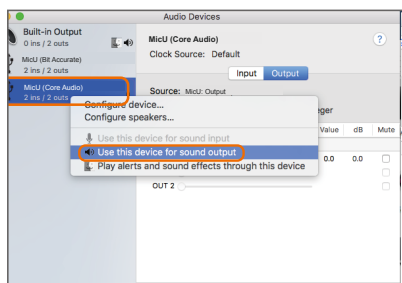 Audio Devices
Built-in Output
0 ins / 2 outs
MicU (Bit Accurate)
2 ins / 2 outs
MicU (Core Audio)
2 ins / 2 outs
MicU (Core Audio)
?
Clock Source: Default
Input Output
Source: MicU: Output
eger
Configure device...
Configure speakers...
Use this device for sound input
Use this device for sound output
Play alerts and sound effects through this device
Value dB Mute
0.0 0.0
OUT 2